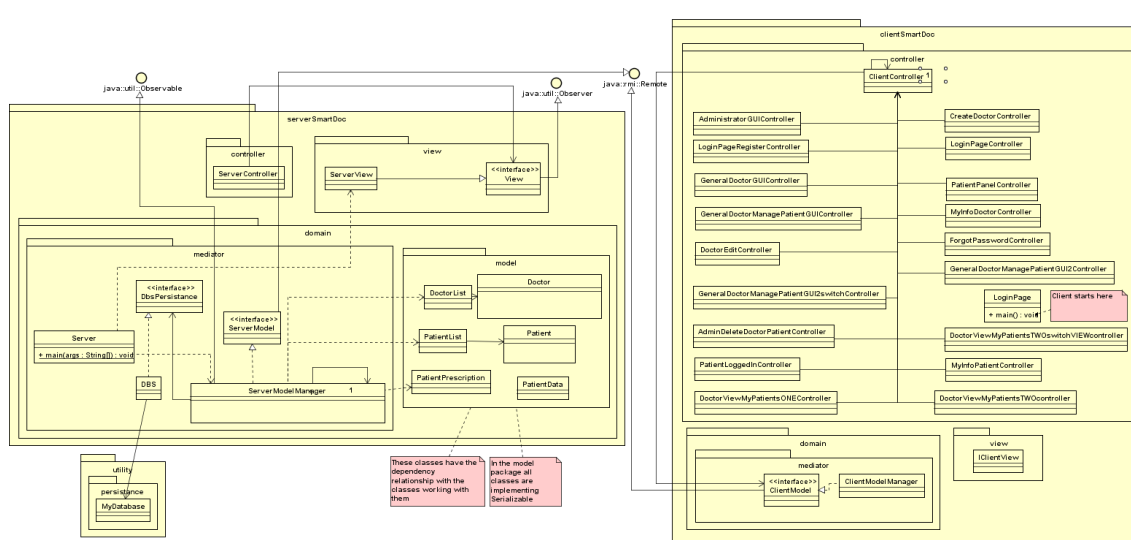 clientSmartDoc
controller
ClientController
1
java::util::Observable
java::util::Observer
java::rmi::Remote
serverSmartDoc
controller
ServerController
view
ServerView
<<interface>>
View
domain
mediator
<<interface>>
DbsPersistance
<<interface>>
ServerModel
Server
+ main(args : String[]) : void
DBS
ServerModelManager
1
model
DoctorList
Doctor
PatientList
Patient
PatientPrescription
PatientData
These classes have the
dependency
relationship with the
classes working with
them
In the model
package all
classes are
implementing
Serializable
utility
persistance
MyDatabase
AdministratorGUIController
CreateDoctorController
LoginPageRegisterController
LoginPageController
GeneralDoctorGUIController
PatientPanelController
GeneralDoctorManagePatientGUIController
MyInfoDoctorController
DoctorEditController
ForgotPasswordController
GeneralDoctorManagePatientGUI2Controller
GeneralDoctorManagePatientGUI2switchController
LoginPage
+ main() : void
Client starts here
AdminDeleteDoctorPatientController
DoctorViewMyPatientsTWOswitchVIEWcontroller
PatientLoggedInController
MyInfoPatientController
DoctorViewMyPatientsONEController
DoctorViewMyPatientsTWOcontroller
domain
mediator
<<interface>>
ClientModel
ClientModelManager
view
IClientView